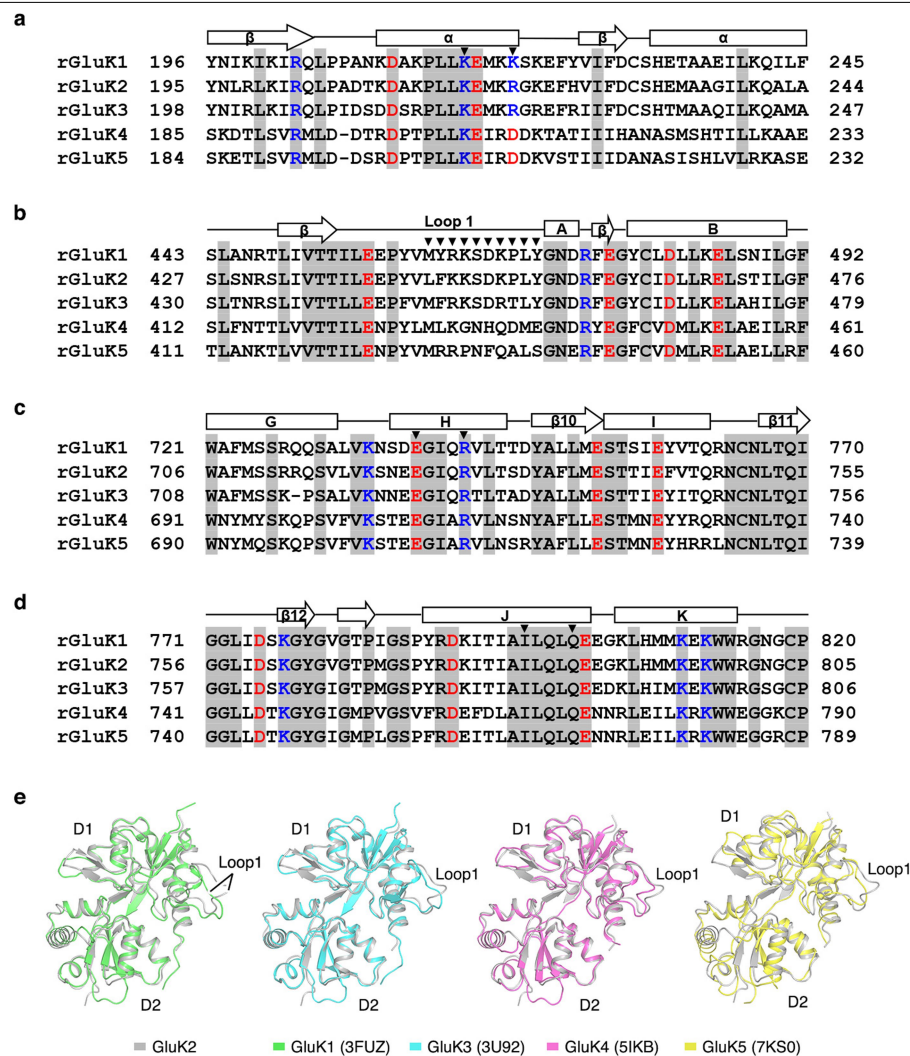 a
β α β α
rGluK1 196 YNIKIKIRQLPPANKDAKPLLKEMKKSKEFYVIFDCSHETAAEILKQILF 245
rGluK2 195 YNLRLKIRQLPADTKDAKPLLKEMKRGKEFHVIFDCSHEMAAGILKQALA 244
rGluK3 198 YNIRLKIRQLPIDSDDSRPLLKEMKRGREFRIIFDCSHTMAAQILKQAMA 247
rGluK4 185 SKDTLSVRMLD-DTRDPTPLLKEIRDDKTATIIIHANASMSHTILLKAAE 233
rGluK5 184 SKETLSVRMLD-DSRDPTPLLKEIRDDKVSTIIIDANASISHLVLRKASE 232
b
β Loop 1 A β B
rGluK1 443 SLANRTLIVTTILEEPYVMYRKSDKPLYGNDRFEGYCLDLLKELSNILGF 492
rGluK2 427 SLSNRSLIVTTILEEPYVLFKKSDKPLYGNDRFEGYCIDLLRELSTILGF 476
rGluK3 430 SLTNRSLIVTTVLEEPFVMFRKSDRTLYGNDRFEGYCIDLLKELAHILGF 479
rGluK4 412 SLFNTTLVVTTILENPYLMLKGNHQDMEGNDRYEGFCVDMLKELAEILRF 461
rGluK5 411 TLANKTLVVTTILENPYVMRRPNFQALSGNERFEGFCVDMLRELAELLRF 460
c
G H β10 I β11
rGluK1 721 WAFMSSRQQSALVKNSDEGIQRVLTTDYALLMESTSIEYVTQRNCNLTQI 770
rGluK2 706 WAFMSSRRQSVLVKSNEEGIQRVLTSDYAFLMESTTIEFVTQRNCNLTQI 755
rGluK3 708 WAFMSSK-PSALVKNNEEGIQRTLTADYALLMESTTIEYITQRNCNLTQI 756
rGluK4 691 WNYMYSKQPSVFVKSTEEGIARVLNSNYAFLLESTMNEYYRQRNCNLTQI 740
rGluK5 690 WNYMQSKQPSVFVKSTEEGIARVLNSRYAFLLESTMNEYHRRLNCNLTQI 739
d
β12 J K
rGluK1 771 GGLIDSKGYGVGTPIGSPYRDKITIAILQLQEEGKLHMMKEKWWRGNGCP 820
rGluK2 756 GGLIDSKGYGVGTPMGSPYRDKITIAILQLQEEGKLHMMKEKWWRGNGCP 805
rGluK3 757 GGLIDSKGYGIGTPMGSPYRDKITIAILQLQEEDKLHIMKEKWWRGSGCP 806
rGluK4 741 GGLLDTKGYGIGMPVGSVFRDEFDLAILQLQENNRLEILKRKWWEGGKCP 790
rGluK5 740 GGLLDTKGYGIGMPLGSPFRDEITLAILQLQENNRLEILKRKWWEGGRCP 789
e
D1 D1 D1 D1
Loop1 Loop1 Loop1 Loop1
D2 D2 D2 D2
GluK2 GluK1 (3FUZ) GluK3 (3U92) GluK4 (5IKB) GluK5 (7KS0)